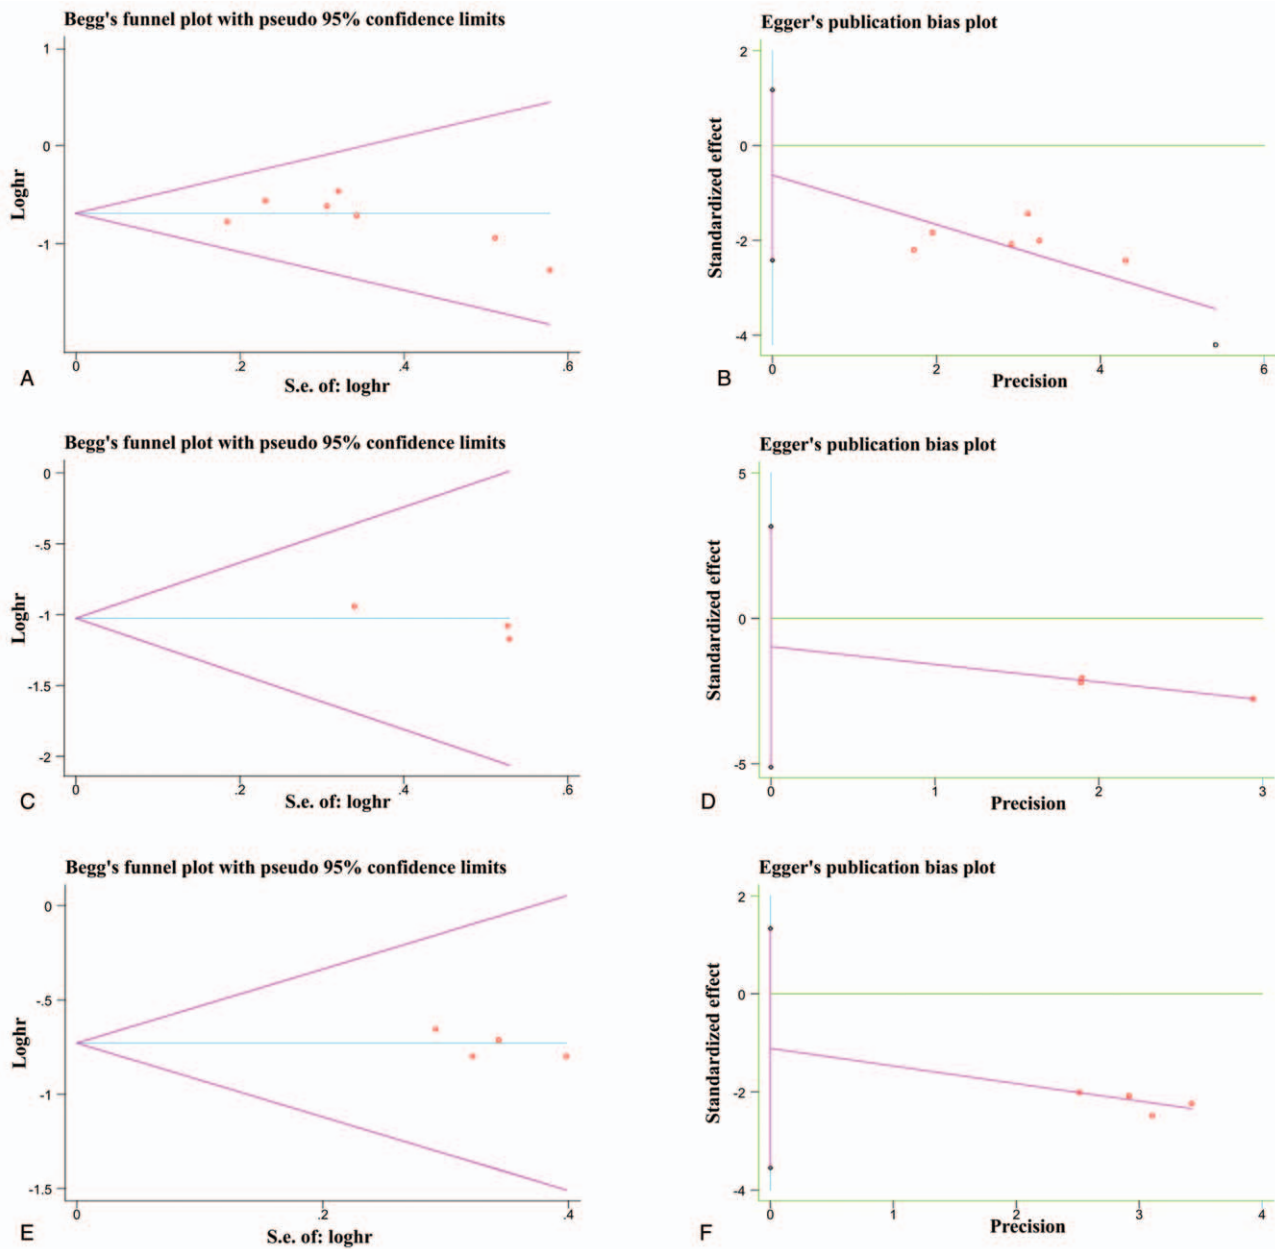 Begg's funnel plot with pseudo 95% confidence limits
1
0
-1
Loghr
0 .2 .4 .6
S.e. of: loghr
A
Egger's publication bias plot
2
0
-2
-4
Standardized effect
0 2 4 6
Precision
B
Begg's funnel plot with pseudo 95% confidence limits
0
-.5
-1
-1.5
-2
Loghr
0 .2 .4 .6
S.e. of: loghr
C
Egger's publication bias plot
5
0
-5
Standardized effect
0 1 2 3
Precision
D
Begg's funnel plot with pseudo 95% confidence limits
0
-.5
-1
-1.5
Loghr
0 .2 .4
S.e. of: loghr
E
Egger's publication bias plot
2
0
-2
-4
Standardized effect
0 1 2 3 4
Precision
F